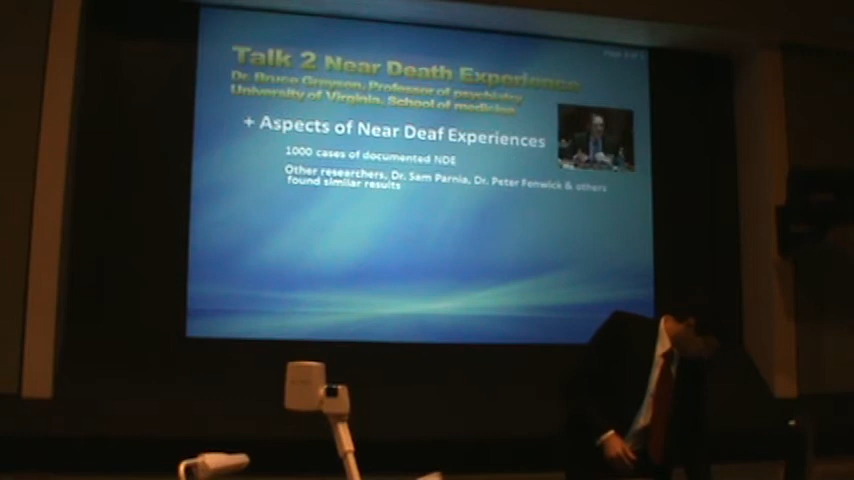 Talk 2 Near Death Experience
Dr. Bruce Greyson, Professor of psychiatry
University of Virginia, School of medicine
+ Aspects of Near Deaf Experiences
1000 cases of documented NDE
Other researchers, Dr. Sam Parnia, Dr. Peter Fenwick & others
found similar results